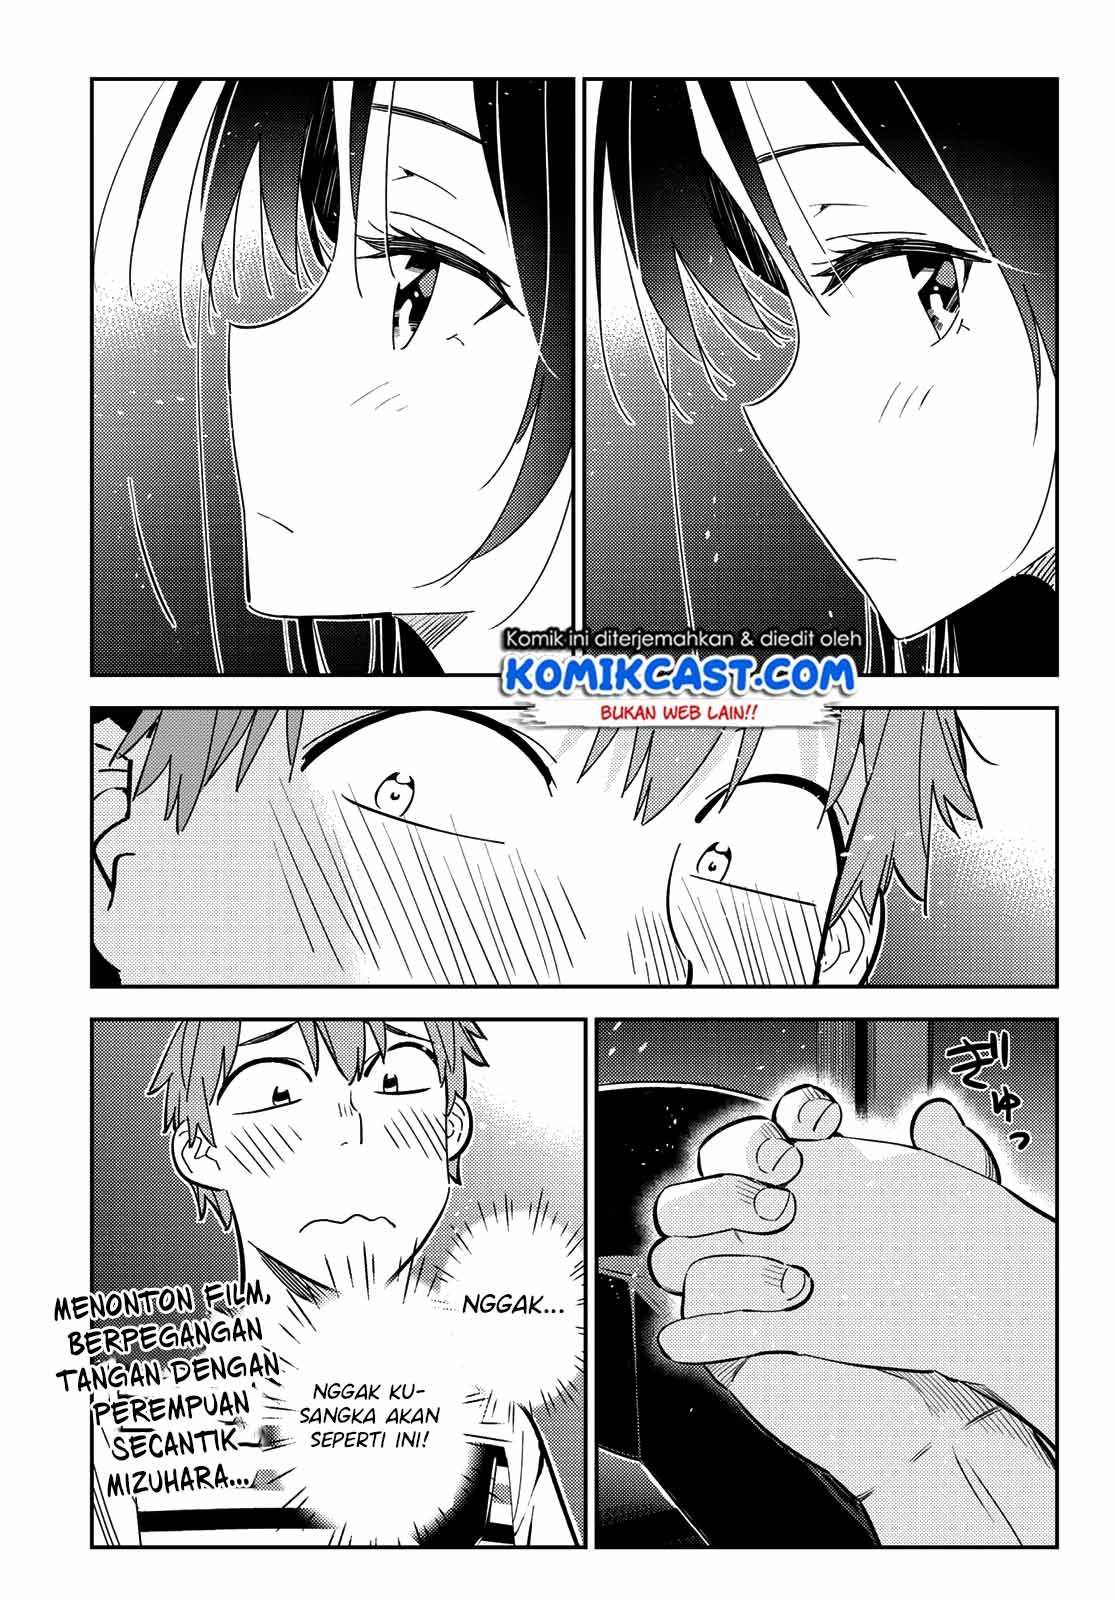 Komik ini diterjemahkan & diedit oleh
KOMIKCAST.COM
BUKAN WEB LAIN!!
ぎゅっ
NGGAK...
NGGAK KU-
SANGKA AKAN
SEPERTI INI!
MENONTON FILM,
BERPEGANGAN
TANGAN DENGAN
PEREMPUAN
SECANTIK
MIZUHARA...